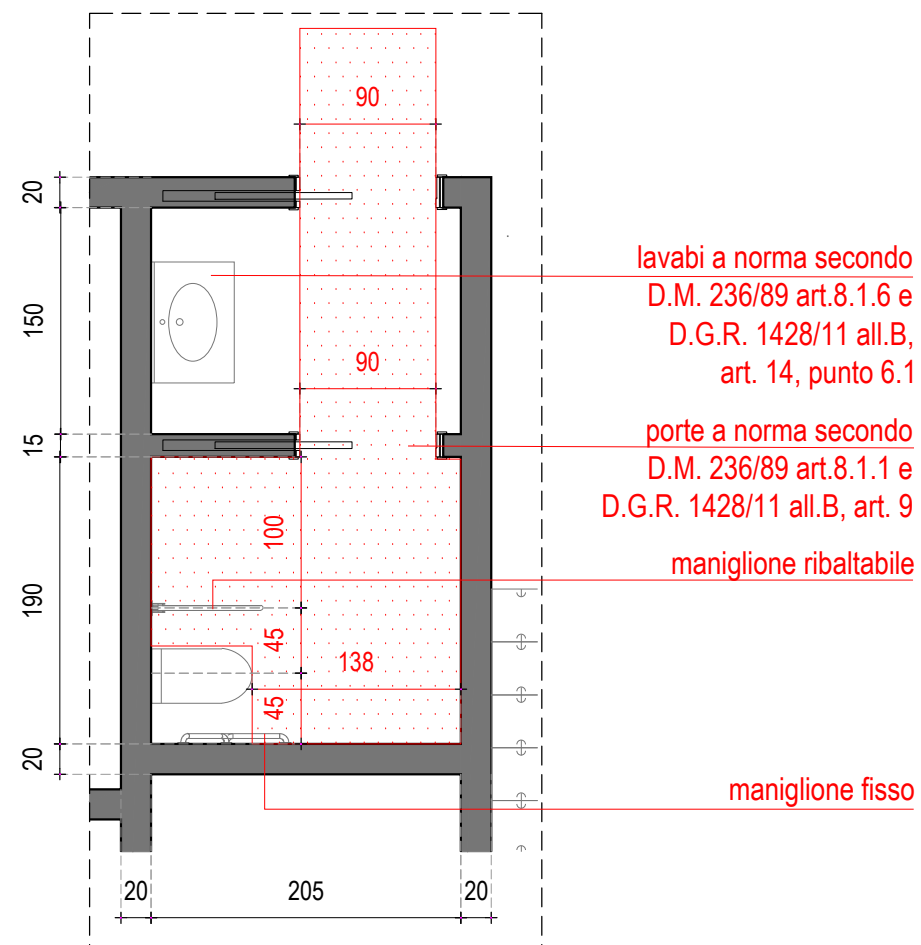 90
20
lavabi a norma secondo
D.M. 236/89 art.8.1.6 e
D.G.R. 1428/11 all.B,
art. 14, punto 6.1
150
90
porte a norma secondo
D.M. 236/89 art.8.1.1 e
D.G.R. 1428/11 all.B, art. 9
15
100
maniglione ribaltabile
190
45
138
45
20
maniglione fisso
20
205
20